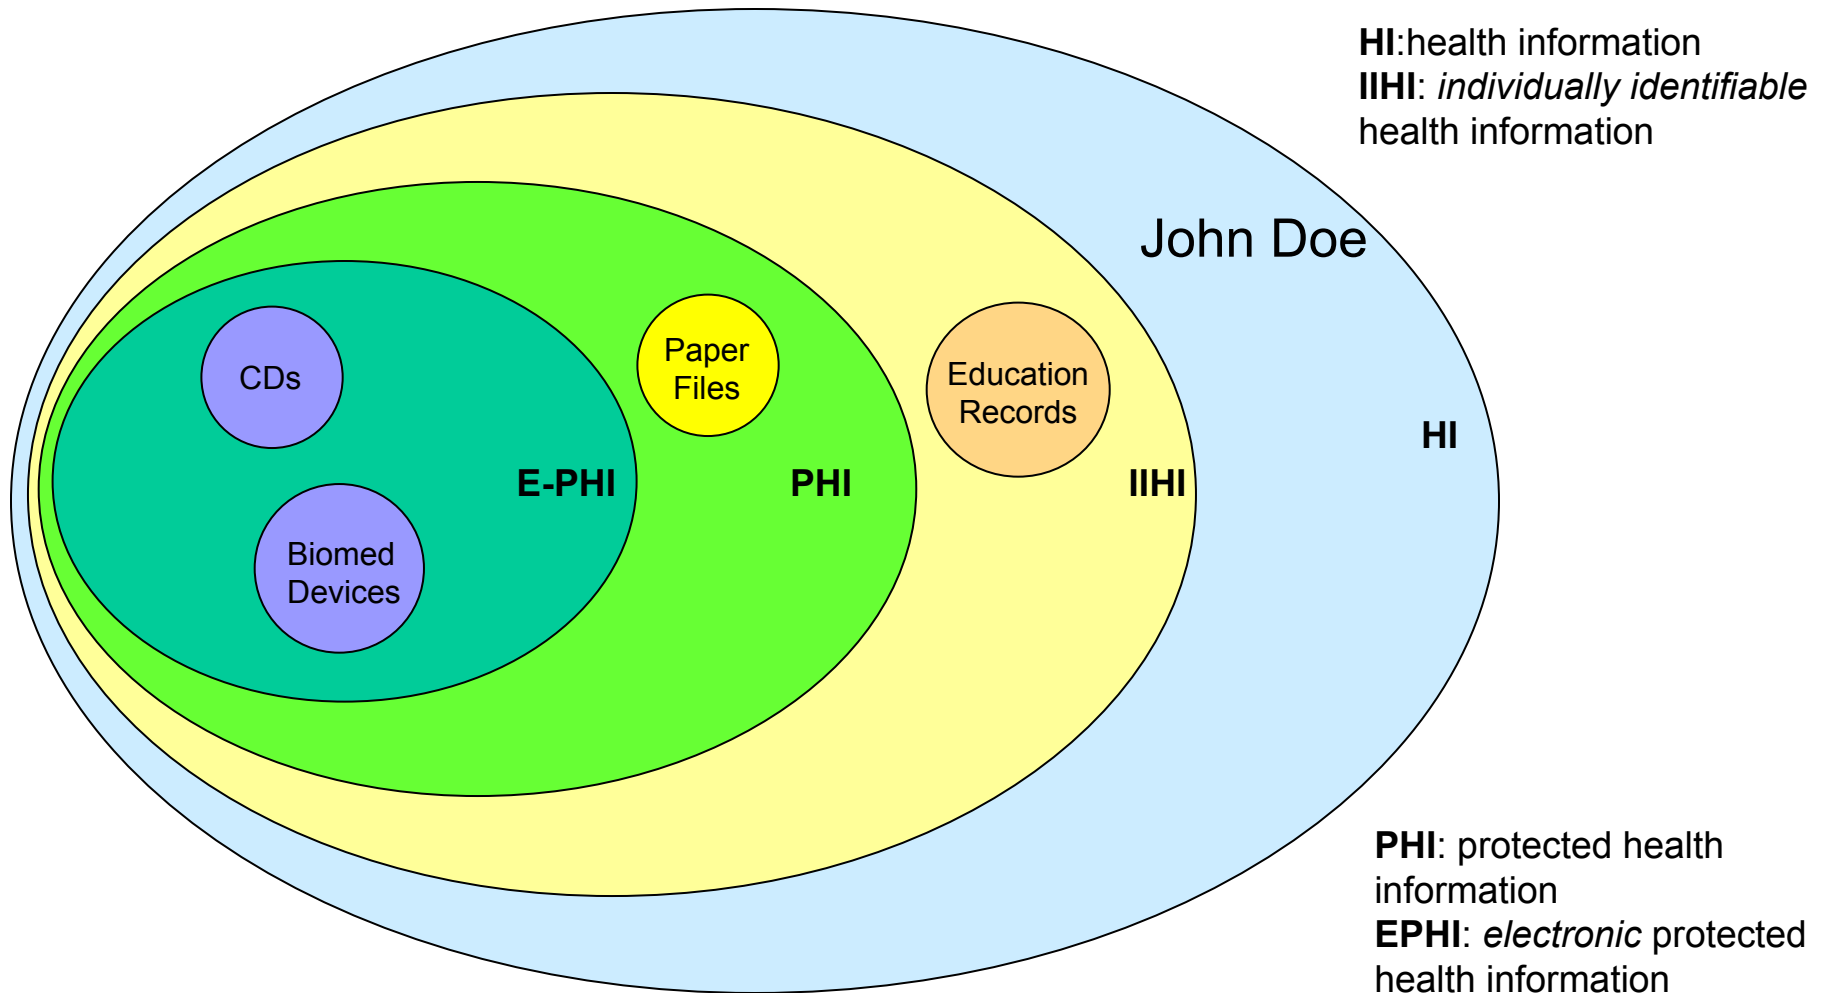 HI:health information
IIHI: individually identifiable
health information
John Doe
CDs
Paper
Files
Education
Records
HI
E-PHI
PHI
IIHI
Biomed
Devices
PHI: protected health
information
EPHI: electronic protected
health information